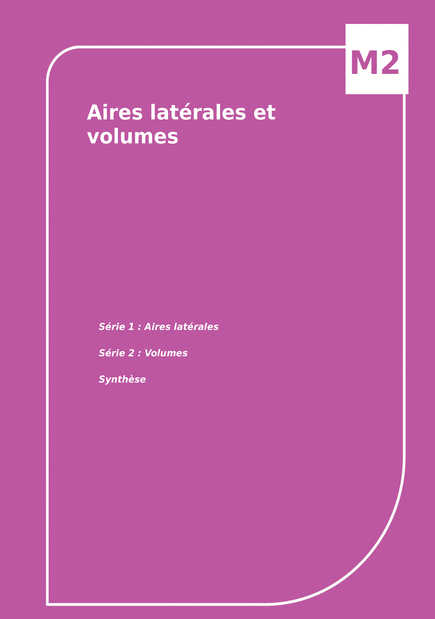 M2
Aires latérales et
volumes
Série 1 : Aires latérales
Série 2 : Volumes
Synthèse